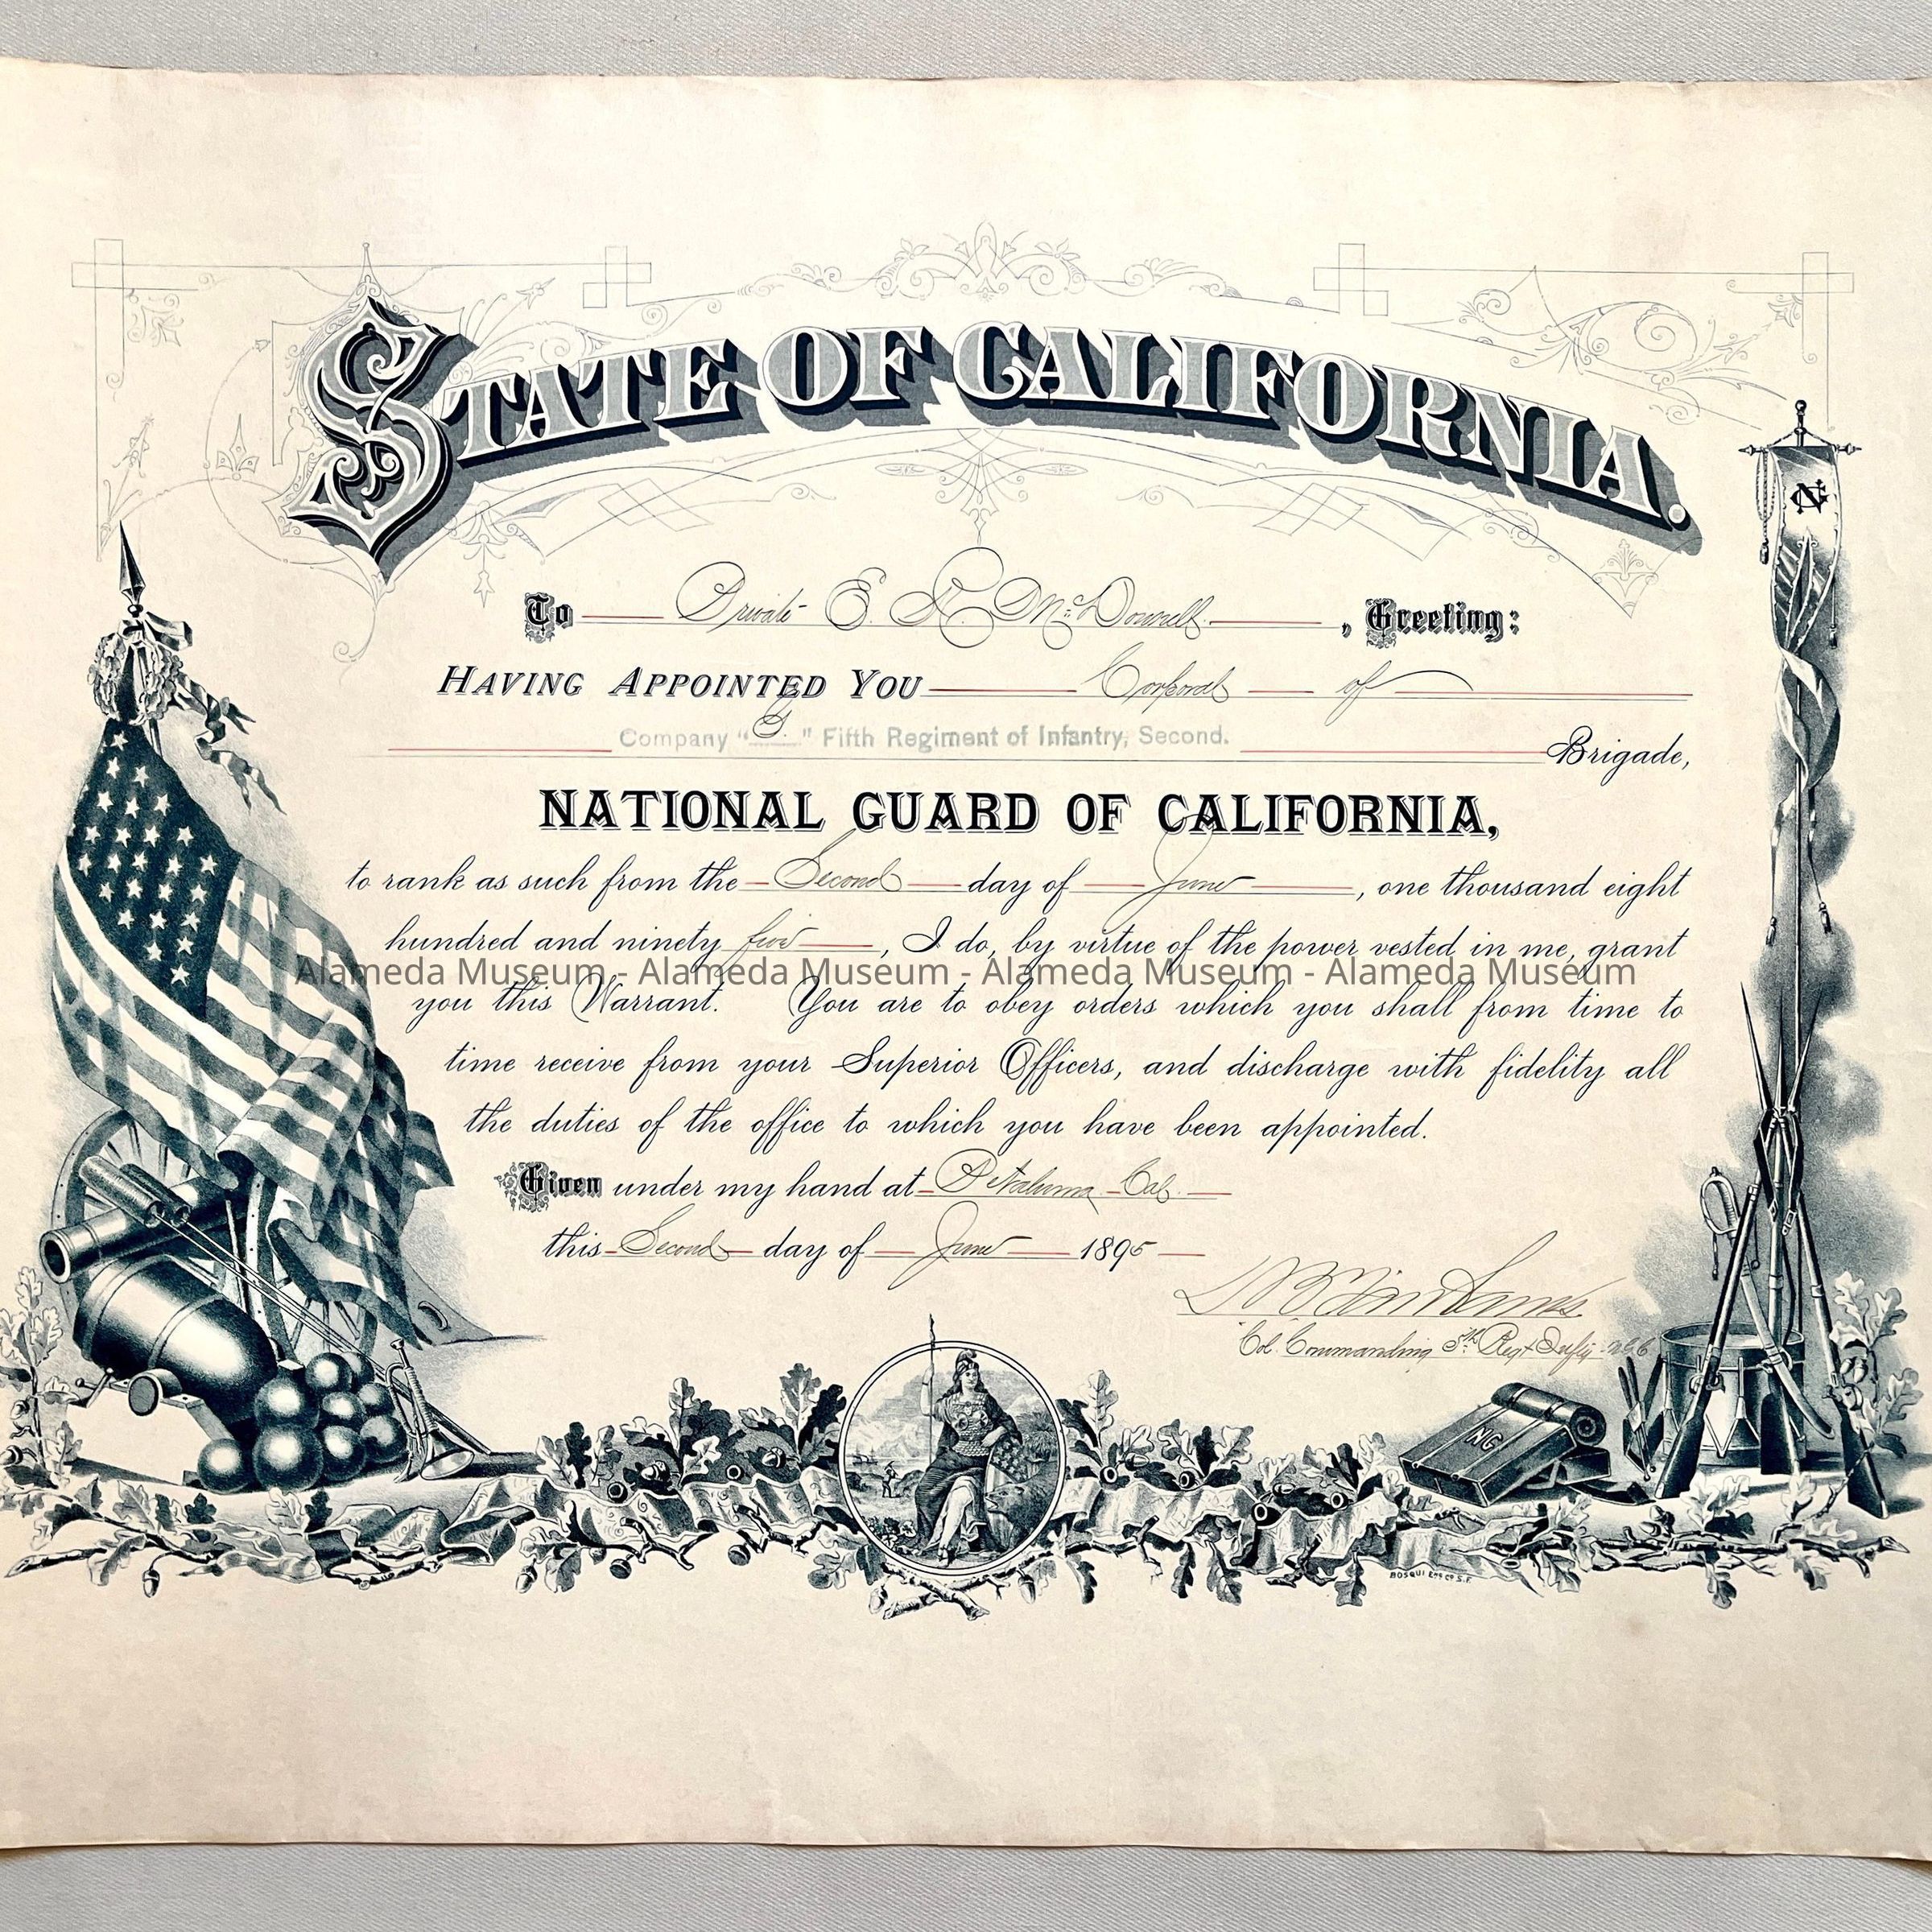 STATE OF CALIFORNIA.
NG
To Private E. R. McDowell, Greeting:
HAVING APPOINTED YOU Corporal of
Company "G." Fifth Regiment of Infantry, Second. Brigade,
NATIONAL GUARD OF CALIFORNIA,
to rank as such from the Second day of June, one thousand eight
hundred and ninety five, I do, by virtue of the power vested in me, grant
Alameda Museum - Alameda Museum - Alameda Museum - Alameda Museum
you this Warrant. You are to obey orders which you shall from time to
time receive from your Superior Officers, and discharge with fidelity all
the duties of the office to which you have been appointed.
Given under my hand at Petaluma Cal.
this Second day of June 1895
Col. Commanding 5th Regt Infty N.G.C
NG
BOSQUI ENG CO S.F.